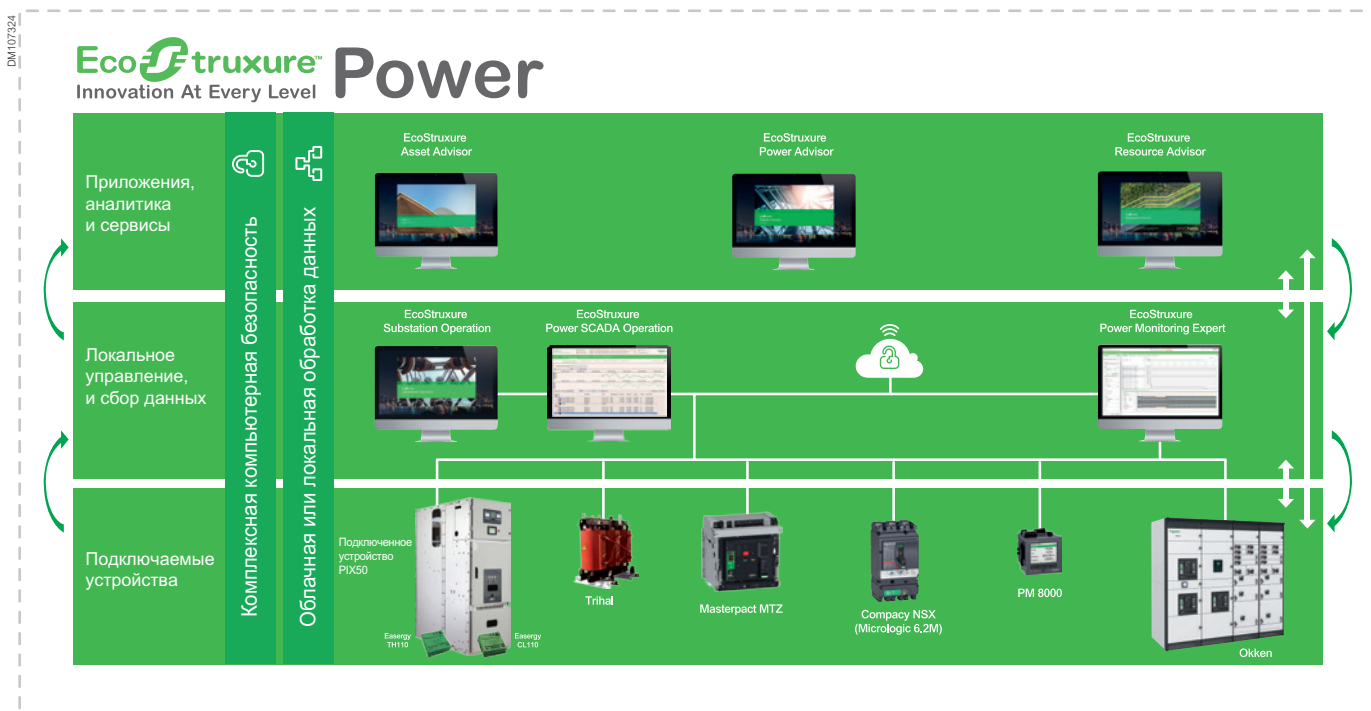 DM107324
EcoStruxure™ Power
Innovation At Every Level
Приложения,
аналитика
и сервисы
Комплексная компьютерная безопасность
Облачная или локальная обработка данных
EcoStruxure
Asset Advisor
EcoStruxure
Power Advisor
EcoStruxure
Resource Advisor
Локальное
управление,
и сбор данных
EcoStruxure
Substation Operation
EcoStruxure
Power SCADA Operation
EcoStruxure
Power Monitoring Expert
Подключаемые
устройства
Подключенное
устройство
PIX50
Easergy
TH110
Easergy
CL110
Trihal
Masterpact MTZ
Compacy NSX
(Micrologic 6,2M)
PM 8000
Okken